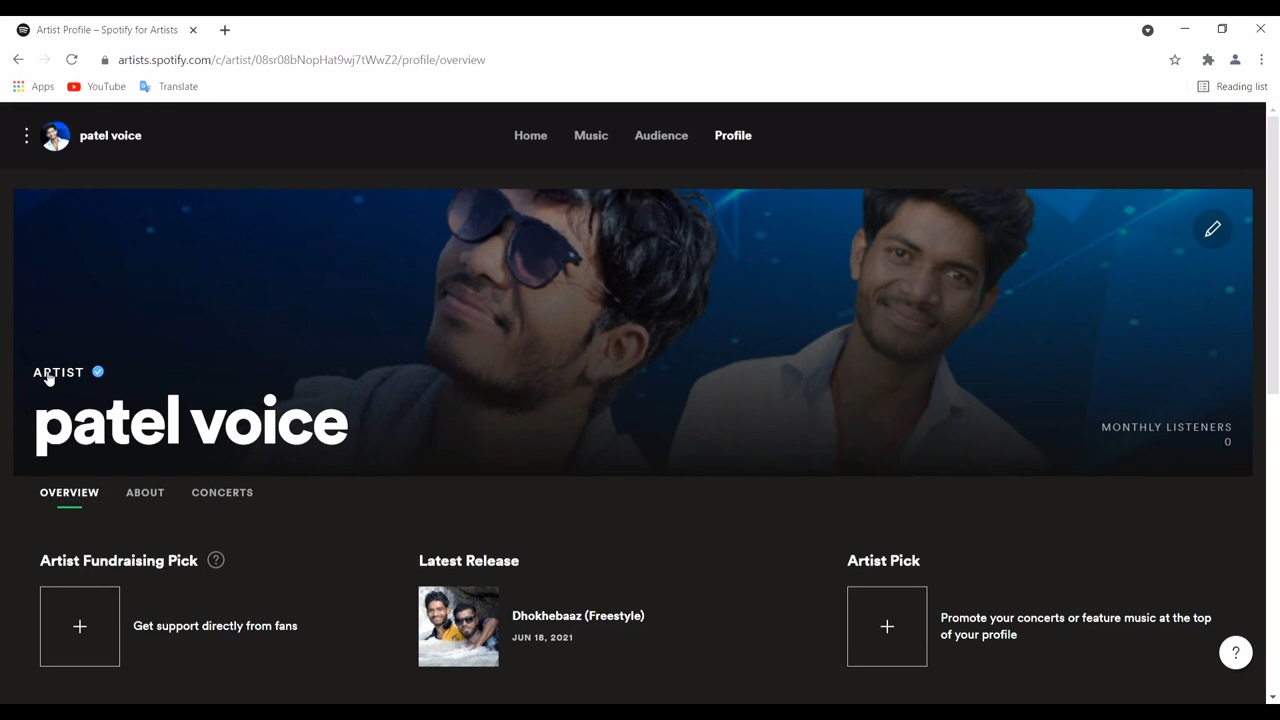 Artist Profile – Spotify for Artists
artists.spotify.com/c/artist/08sr08bNopHat9wj7tWwZ2/profile/overview
Apps YouTube Translate Reading list
patel voice Home Music Audience Profile
ARTIST
patel voice
MONTHLY LISTENERS
0
OVERVIEW ABOUT CONCERTS
Artist Fundraising Pick ?
Get support directly from fans
Latest Release
Dhokhebaaz (Freestyle)
JUN 18, 2021
Artist Pick
Promote your concerts or feature music at the top
of your profile
?